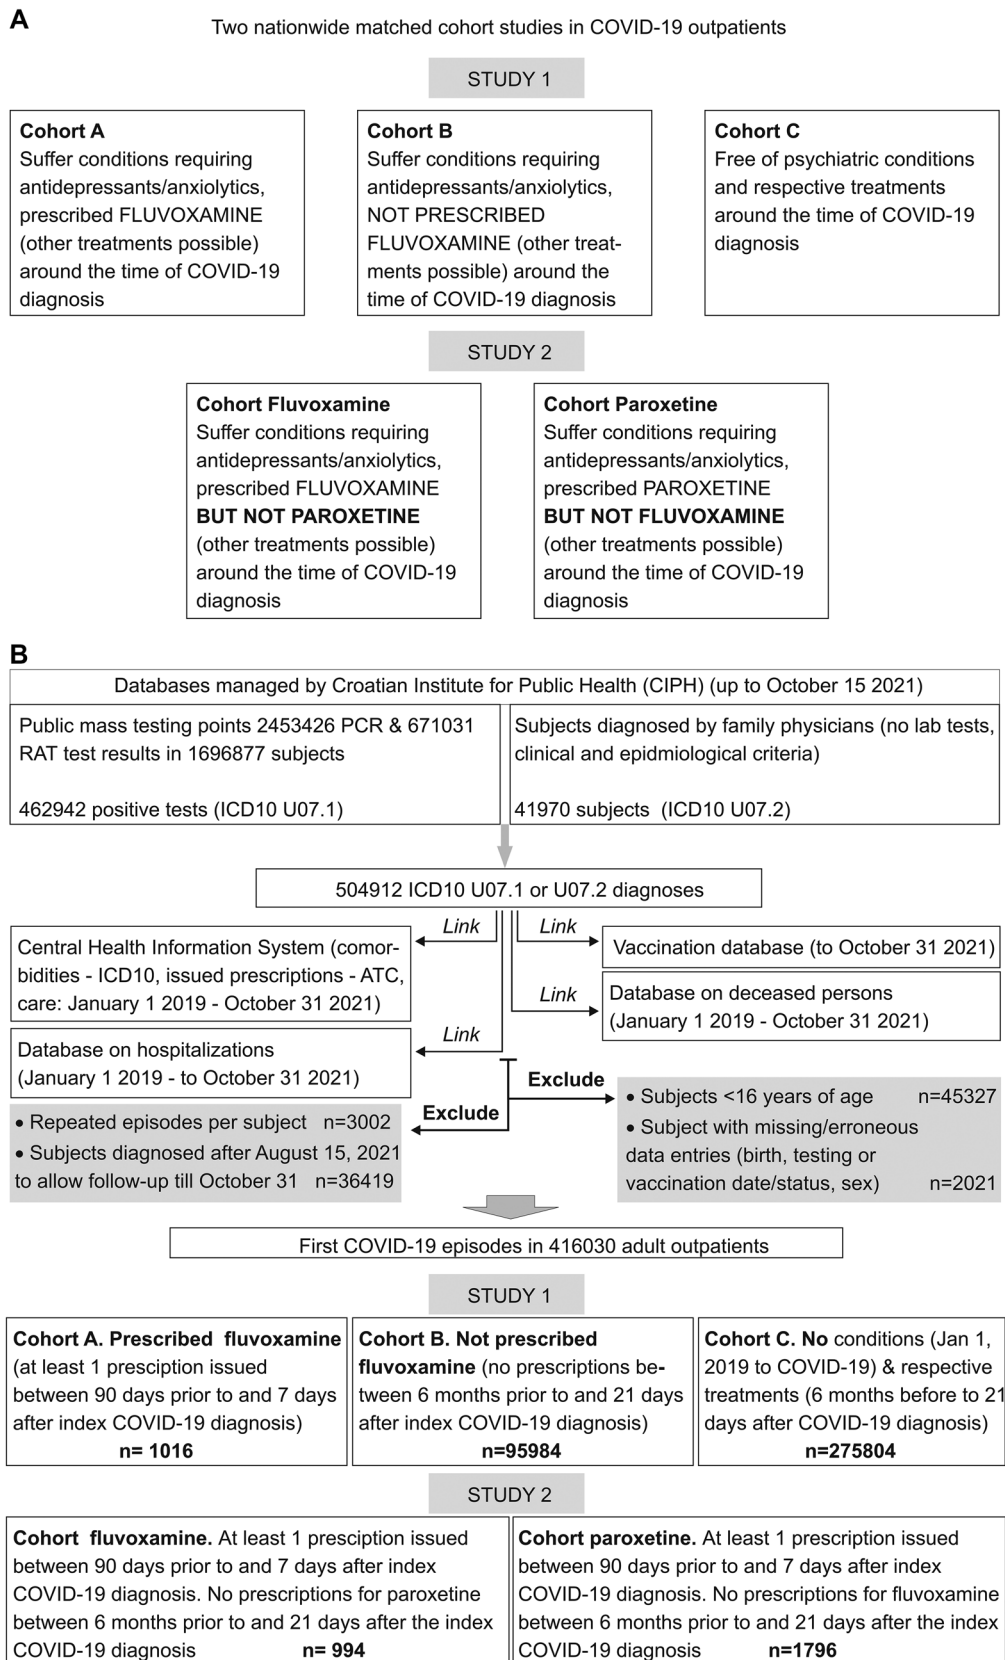 A
Two nationwide matched cohort studies in COVID-19 outpatients
STUDY 1
Cohort A
Suffer conditions requiring
antidepressants/anxiolytics,
prescribed FLUVOXAMINE
(other treatments possible)
around the time of COVID-19
diagnosis
Cohort B
Suffer conditions requiring
antidepressants/anxiolytics,
NOT PRESCRIBED
FLUVOXAMINE (other treat-
ments possible) around the
time of COVID-19 diagnosis
Cohort C
Free of psychiatric conditions
and respective treatments
around the time of COVID-19
diagnosis
STUDY 2
Cohort Fluvoxamine
Suffer conditions requiring
antidepressants/anxiolytics,
prescribed FLUVOXAMINE
BUT NOT PAROXETINE
(other treatments possible)
around the time of COVID-19
diagnosis
Cohort Paroxetine
Suffer conditions requiring
antidepressants/anxiolytics,
prescribed PAROXETINE
BUT NOT FLUVOXAMINE
(other treatments possible)
around the time of COVID-19
diagnosis
B
Databases managed by Croatian Institute for Public Health (CIPH) (up to October 15 2021)
Public mass testing points 2453426 PCR & 671031
RAT test results in 1696877 subjects
462942 positive tests (ICD10 U07.1)
Subjects diagnosed by family physicians (no lab tests,
clinical and epidmiological criteria)
41970 subjects (ICD10 U07.2)
504912 ICD10 U07.1 or U07.2 diagnoses
Link
Link
Central Health Information System (comor-
bidities - ICD10, issued prescriptions - ATC,
care: January 1 2019 - October 31 2021)
Vaccination database (to October 31 2021)
Link
Database on deceased persons
(January 1 2019 - October 31 2021)
Link
Database on hospitalizations
(January 1 2019 - to October 31 2021)
Exclude
Exclude
• Repeated episodes per subject n=3002
• Subjects diagnosed after August 15, 2021
to allow follow-up till October 31 n=36419
• Subjects <16 years of age n=45327
• Subject with missing/erroneous
data entries (birth, testing or
vaccination date/status, sex) n=2021
First COVID-19 episodes in 416030 adult outpatients
STUDY 1
Cohort A. Prescribed fluvoxamine
(at least 1 presciption issued
between 90 days prior to and 7 days
after index COVID-19 diagnosis)
n= 1016
Cohort B. Not prescribed
fluvoxamine (no prescriptions be-
tween 6 months prior to and 21 days
after index COVID-19 diagnosis)
n=95984
Cohort C. No conditions (Jan 1,
2019 to COVID-19) & respective
treatments (6 months before to 21
days after COVID-19 diagnosis)
n=275804
STUDY 2
Cohort fluvoxamine. At least 1 presciption issued
between 90 days prior to and 7 days after index
COVID-19 diagnosis. No prescriptions for paroxetine
between 6 months prior to and 21 days after the index
COVID-19 diagnosis n= 994
Cohort paroxetine. At least 1 prescription issued
between 90 days prior to and 7 days after index
COVID-19 diagnosis. No prescriptions for fluvoxamine
between 6 months prior to and 21 days after the index
COVID-19 diagnosis n=1796